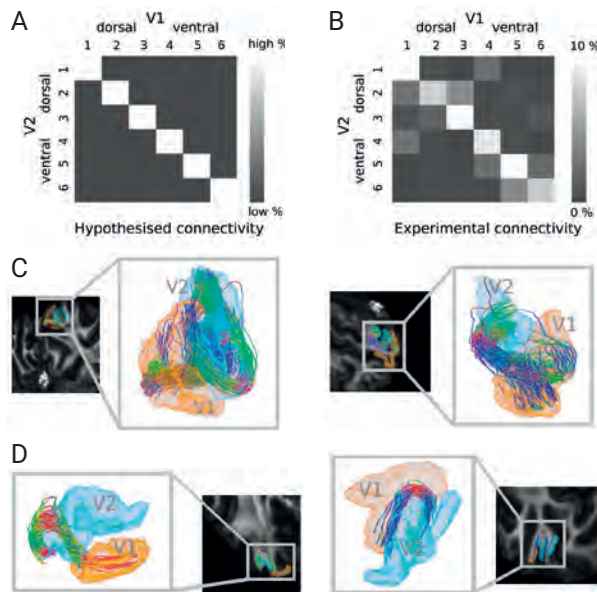 A
V1
dorsal ventral
1 2 3 4 5 6
high %
V2
dorsal
ventral
1
2
3
4
5
6
low %
Hypothesised connectivity
B
V1
dorsal ventral
1 2 3 4 5 6
10 %
V2
dorsal
ventral
1
2
3
4
5
6
0 %
Experimental connectivity
C
V2
V1
V2
V1
D
V2
V1
V1
V2